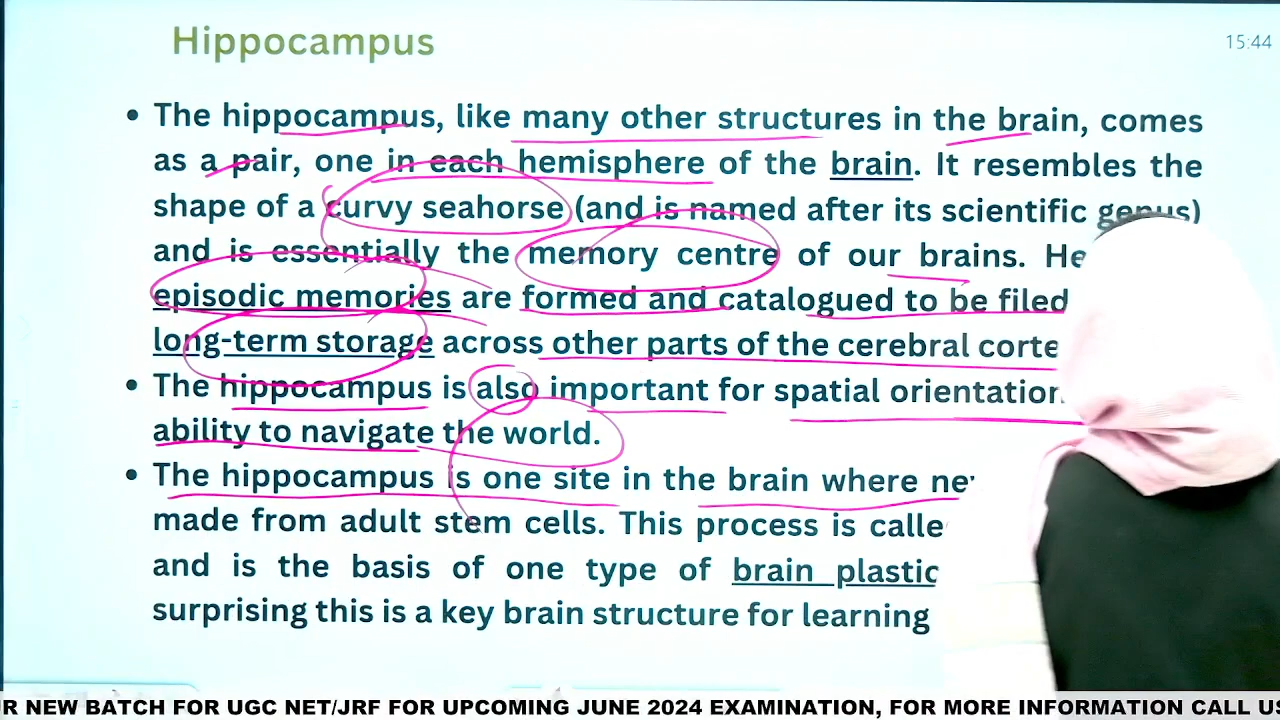 Hippocampus
15:44
• The hippocampus, like many other structures in the brain, comes
as a pair, one in each hemisphere of the brain. It resembles the
shape of a curvy seahorse (and is named after its scientific genus)
and is essentially the memory centre of our brains. He
episodic memories are formed and catalogued to be filed
long-term storage across other parts of the cerebral corte
• The hippocampus is also important for spatial orientation
ability to navigate the world.
• The hippocampus is one site in the brain where ne
made from adult stem cells. This process is calle
and is the basis of one type of brain plastic
surprising this is a key brain structure for learning
R NEW BATCH FOR UGC NET/JRF FOR UPCOMING JUNE 2024 EXAMINATION, FOR MORE INFORMATION CALL US